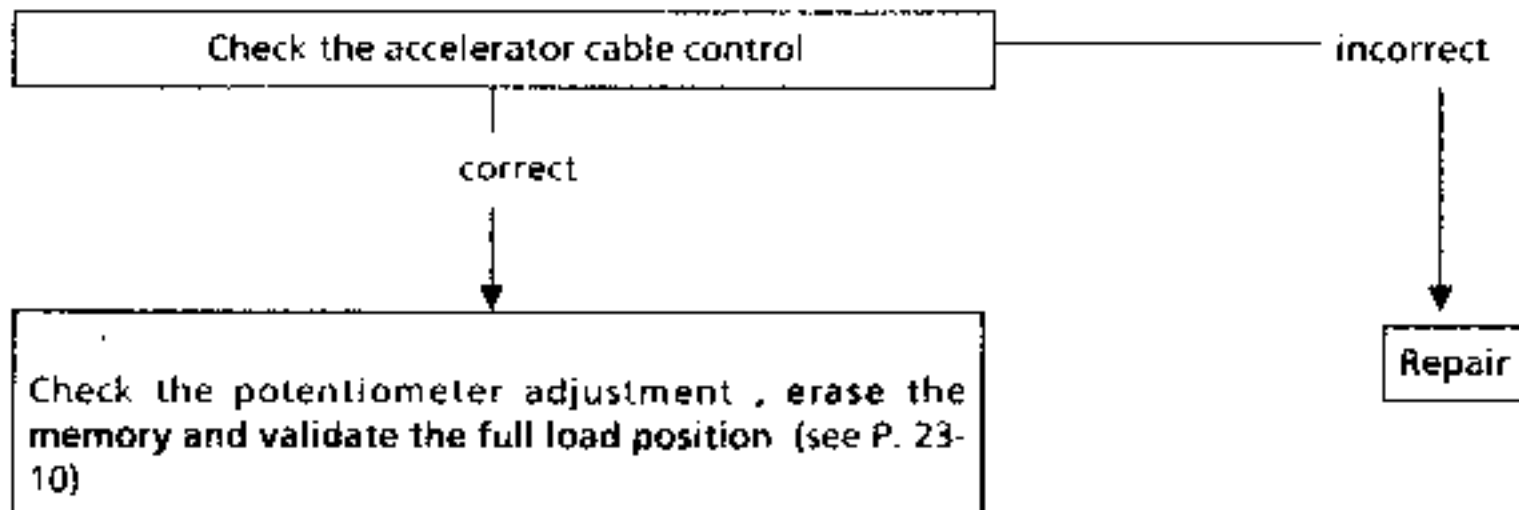 Check the accelerator cable control
incorrect
correct
Repair
Check the potentiometer adjustment , erase the
memory and validate the full load position (see P. 23-
10)